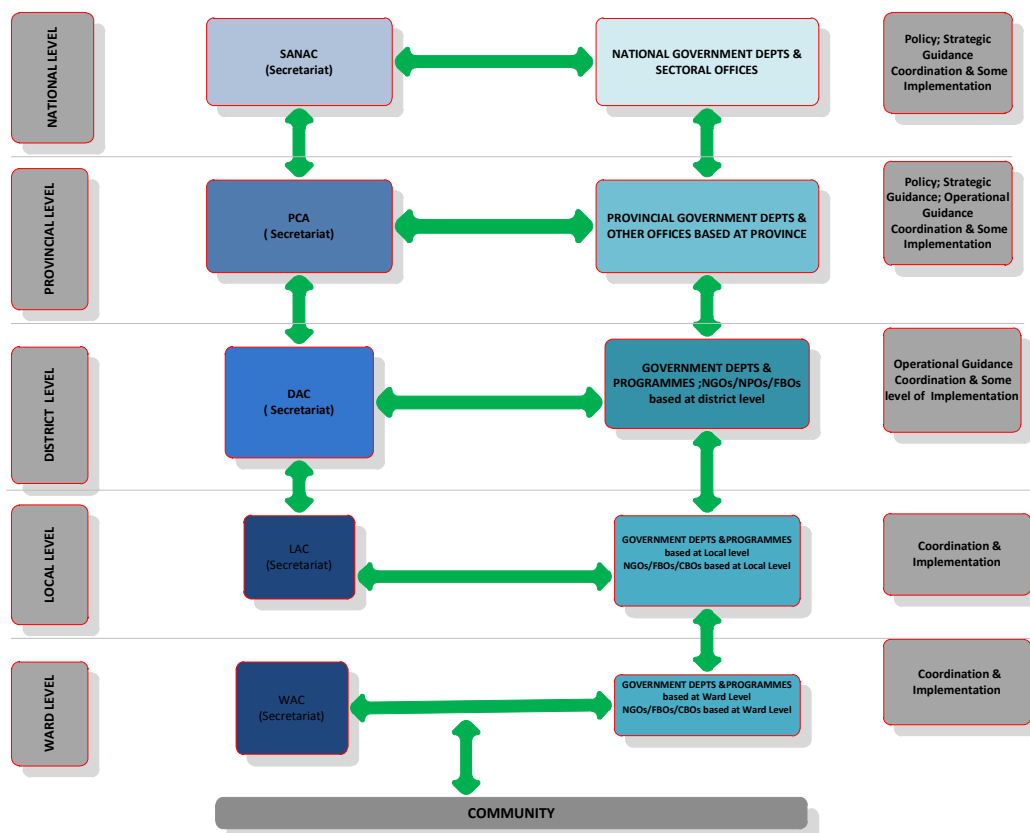 NATIONAL LEVEL
SANAC
(Secretariat)
NATIONAL GOVERNMENT DEPTS &
SECTORAL OFFICES
Policy; Strategic
Guidance
Coordination & Some
Implementation
PROVINCIAL LEVEL
PCA
( Secretariat)
PROVINCIAL GOVERNMENT DEPTS &
OTHER OFFICES BASED AT PROVINCE
Policy; Strategic
Guidance; Operational
Guidance
Coordination & Some
Implementation
DISTRICT LEVEL
DAC
( Secretariat)
GOVERNMENT DEPTS &
PROGRAMMES ;NGOs/NPOs/FBOs
based at district level
Operational Guidance
Coordination & Some
level of Implementation
LOCAL LEVEL
LAC
(Secretariat)
GOVERNMENT DEPTS &PROGRAMMES
based at Local level
NGOs/FBOs/CBOs based at Local Level
Coordination &
Implementation
WARD LEVEL
WAC
(Secretariat)
GOVERNMENT DEPTS &PROGRAMMES
based at Ward Level
NGOs/FBOs/CBOs based at Ward Level
Coordination &
Implementation
COMMUNITY